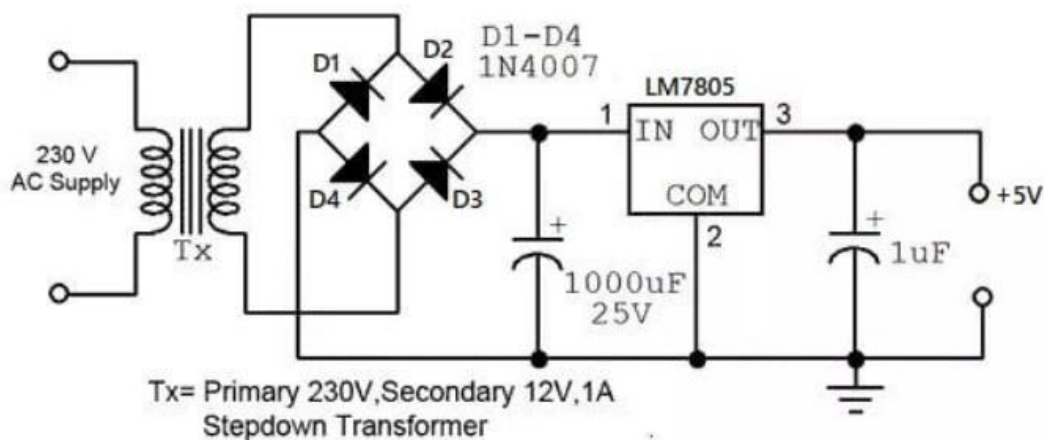 D1-D4
1N4007
D1
D2
LM7805
1
IN OUT
3
230 V
AC Supply
Tx
D4
D3
COM
2
+5V
+
1000uF
25V
+
1uF
Tx= Primary 230V,Secondary 12V,1A
Stepdown Transformer